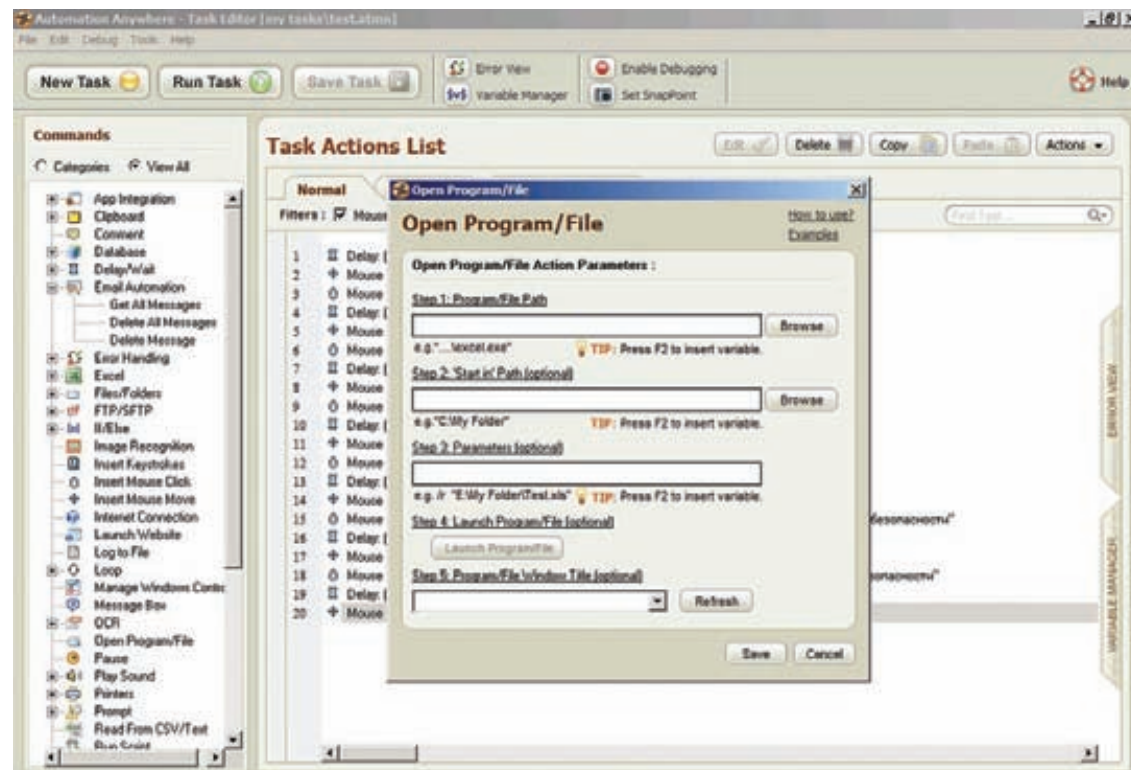 Automation Anywhere - Task Editor [my tasks\test.atmn]
File Edit Debug Tools Help
New Task
Run Task
Save Task
Error View
Variable Manager
Enable Debugging
Set SnapPoint
Help
Commands
Categories View All
App Integration
Clipboard
Comment
Database
Delay/Wait
Email Automation
Get All Messages
Delete All Messages
Delete Message
Error Handling
Excel
Files/Folders
FTP/SFTP
If/Else
Image Recognition
Insert Keystrokes
Insert Mouse Click
Insert Mouse Move
Internet Connection
Launch Website
Log to File
Loop
Manage Windows Contr
Message Box
OCR
Open Program/File
Pause
Play Sound
Printers
Prompt
Read From CSV/Text
Run Script
Task Actions List
Edit
Delete
Copy
Paste
Actions
Normal
Filters: Mouse
1 Delay:
2 Mouse
3 Mouse
4 Delay:
5 Mouse
6 Mouse
7 Delay:
8 Mouse
9 Mouse
10 Delay:
11 Mouse
12 Mouse
13 Delay:
14 Mouse
15 Mouse
безопасности"
16 Delay:
17 Mouse
18 Mouse
19 Delay:
20 Mouse
Open Program/File
Open Program/File
How to use?
Examples
Open Program/File Action Parameters :
Step 1: Program/File Path
Browse
e.g."...\excel.exe" TIP: Press F2 to insert variable.
Step 2: 'Start in' Path (optional)
Browse
e.g."C:\My Folder" TIP: Press F2 to insert variable.
Step 3: Parameters (optional)
e.g. /r "E:\My Folder\Test.xls" TIP: Press F2 to insert variable.
Step 4: Launch Program/File (optional)
Launch Program/File
Step 5: Program/File Window Title (optional)
Refresh
Save
Cancel
ERROR VIEW
VARIABLE MANAGER